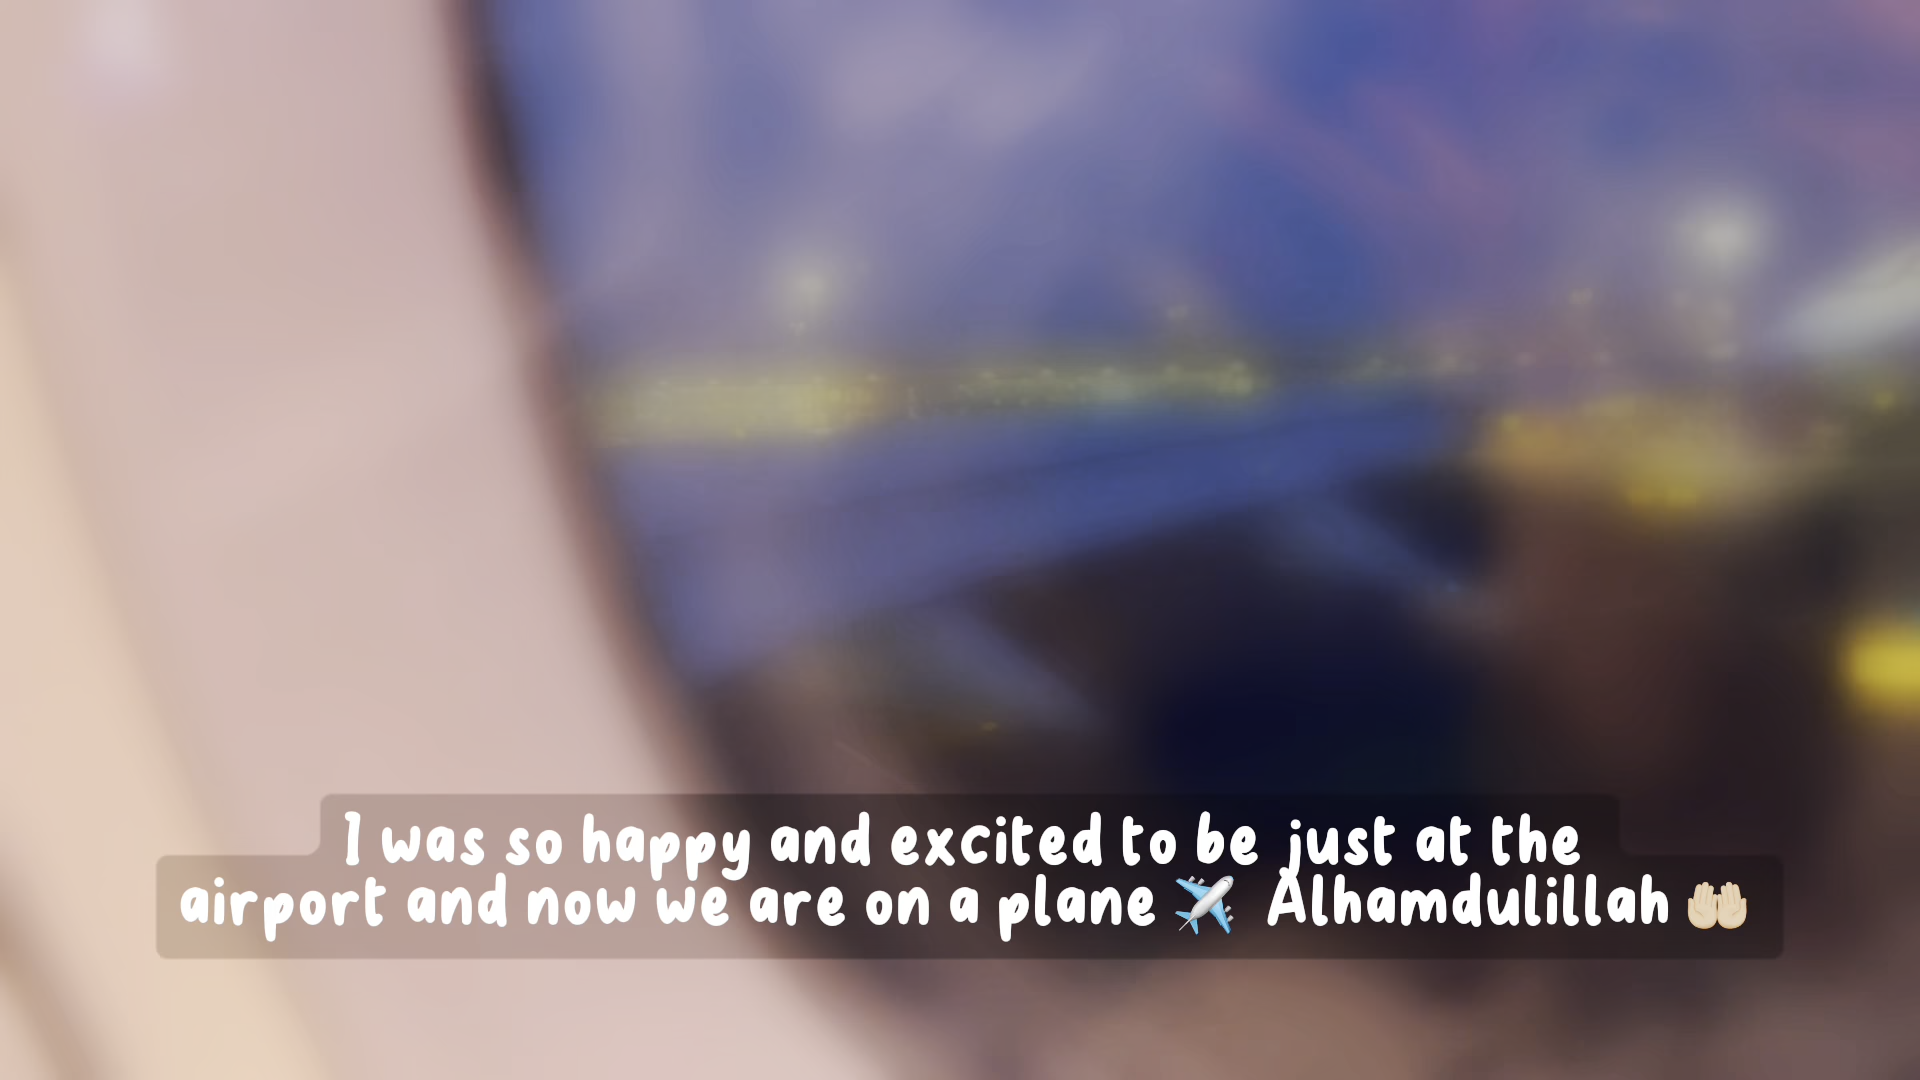 I was so happy and excited to be just at the
airport and now we are on a plane ✈️ Alhamdulillah 🤲🏼